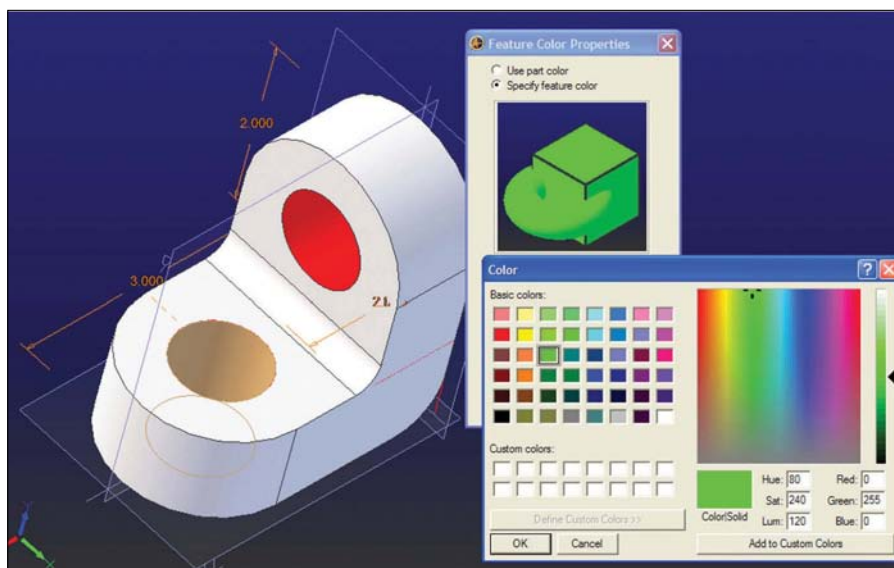 Feature Color Properties
Use part color
Specify feature color
2.000
3.000
Color
Basic colors:
Custom colors:
Define Custom Colors >>
OK
Cancel
Color|Solid
Hue: 80
Sat: 240
Lum: 120
Red: 0
Green: 255
Blue: 0
Add to Custom Colors